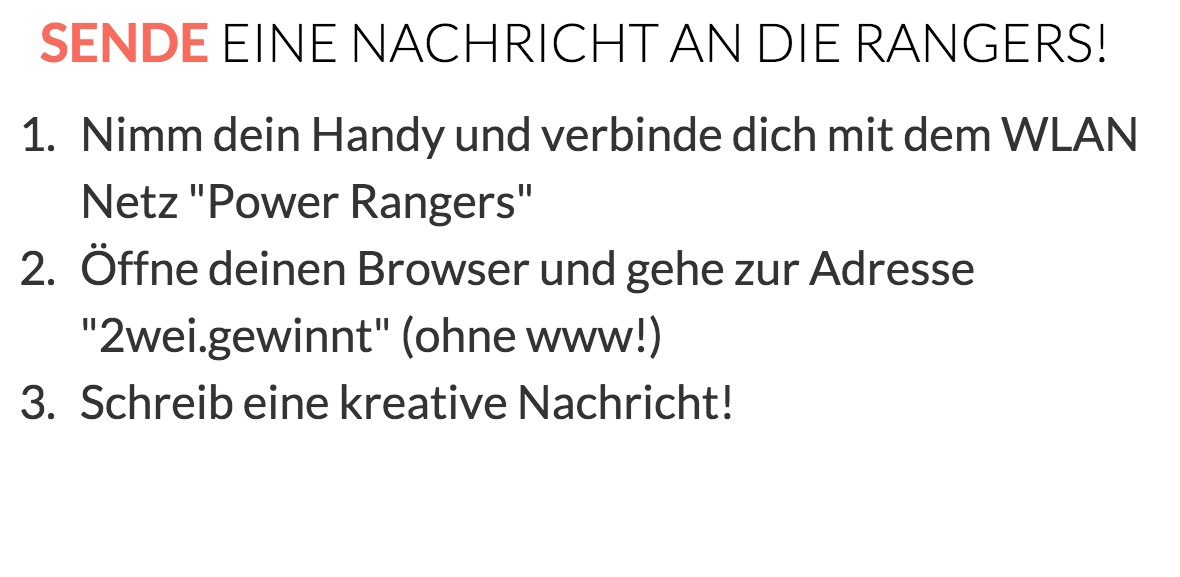 SENDE EINE NACHRICHT AN DIE RANGERS!
1. Nimm dein Handy und verbinde dich mit dem WLAN
Netz "Power Rangers"
2. Öffne deinen Browser und gehe zur Adresse
"2wei.gewinnt" (ohne www!)
3. Schreib eine kreative Nachricht!